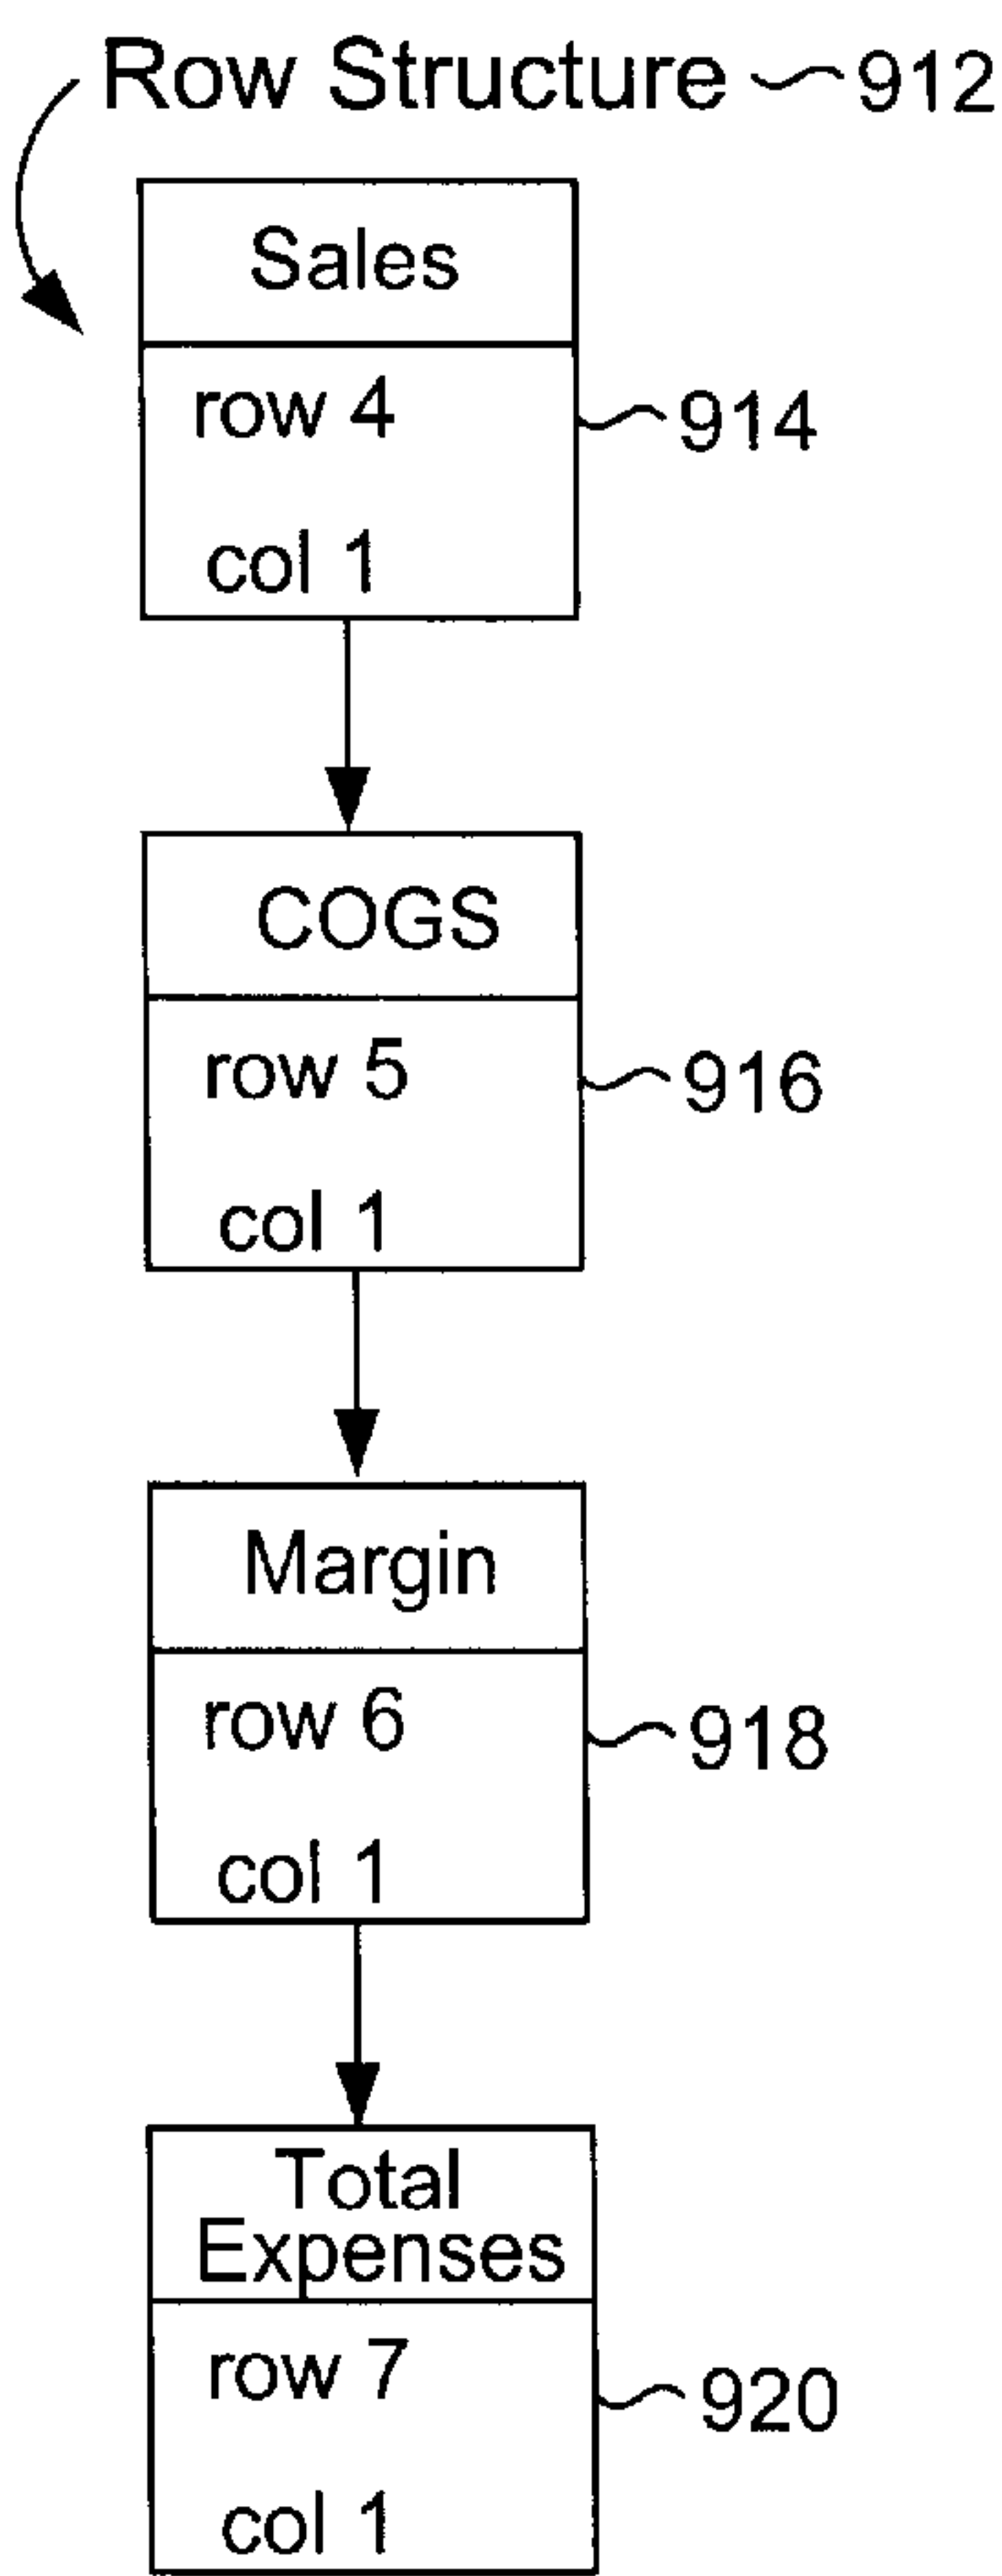 Row Structure 912
Sales
row 4
914
col 1
COGS
row 5
916
col 1
Margin
row 6
918
col 1
Total
Expenses
row 7
920
col 1